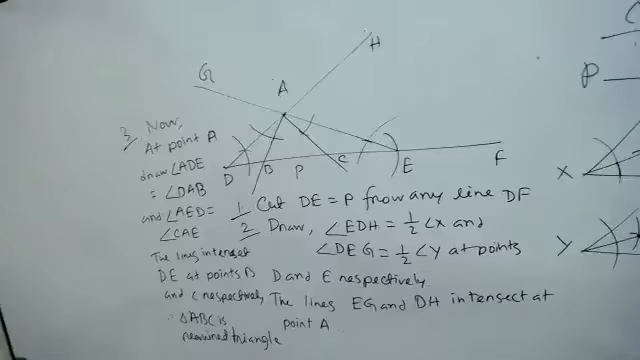 G
H
A
D
B
P
C
E
F
1. Cut DE = P from any line DF
2. Draw, ∠EDH = 1/2 ∠X and
∠DEG = 1/2 ∠Y at points
D and E respectively.
The lines EG and DH intersect at
point A
3. Now,
At point A
draw ∠ADE
= ∠DAB
and ∠AED =
∠CAE
The lines intersect
DE at points B
and C respectively
∴ △ABC is
required triangle
P
X
Y